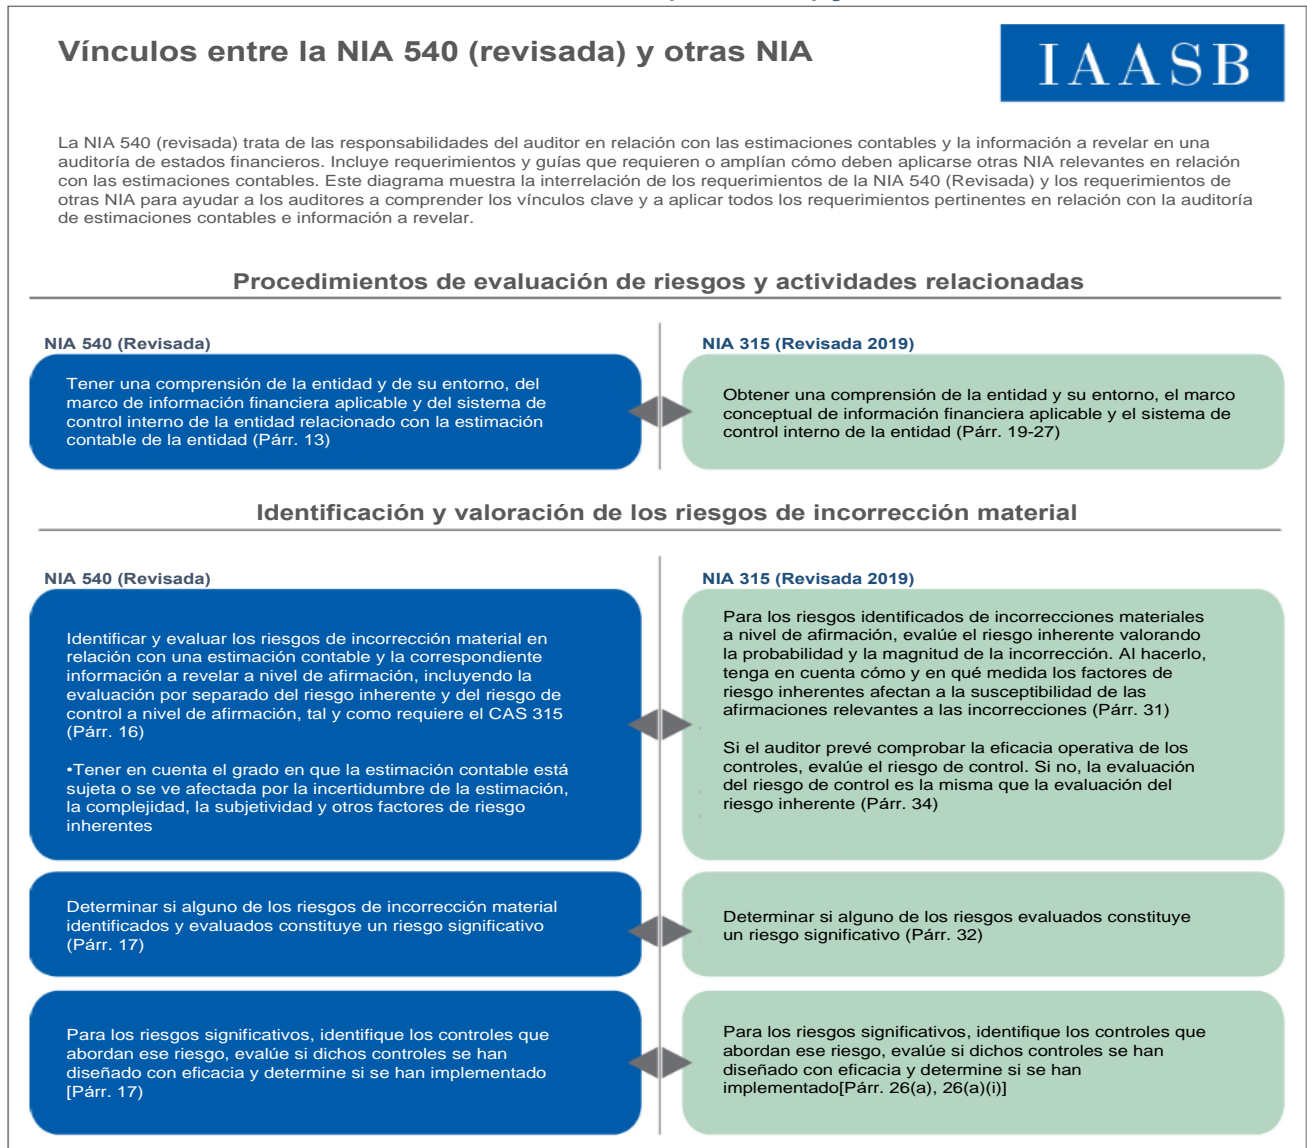 Vínculos entre la NIA 540 (revisada) y otras NIA
IAASB
La NIA 540 (revisada) trata de las responsabilidades del auditor en relación con las estimaciones contables y la información a revelar en una
auditoría de estados financieros. Incluye requerimientos y guías que requieren o amplían cómo deben aplicarse otras NIA relevantes en relación
con las estimaciones contables. Este diagrama muestra la interrelación de los requerimientos de la NIA 540 (Revisada) y los requerimientos de
otras NIA para ayudar a los auditores a comprender los vínculos clave y a aplicar todos los requerimientos pertinentes en relación con la auditoría
de estimaciones contables e información a revelar.
Procedimientos de evaluación de riesgos y actividades relacionadas
NIA 540 (Revisada)
Tener una comprensión de la entidad y de su entorno, del
marco de información financiera aplicable y del sistema de
control interno de la entidad relacionado con la estimación
contable de la entidad (Párr. 13)
NIA 315 (Revisada 2019)
Obtener una comprensión de la entidad y su entorno, el marco
conceptual de información financiera aplicable y el sistema de
control interno de la entidad (Párr. 19-27)
Identificación y valoración de los riesgos de incorrección material
NIA 540 (Revisada)
Identificar y evaluar los riesgos de incorrección material en
relación con una estimación contable y la correspondiente
información a revelar a nivel de afirmación, incluyendo la
evaluación por separado del riesgo inherente y del riesgo de
control a nivel de afirmación, tal y como requiere el CAS 315
(Párr. 16)
•Tener en cuenta el grado en que la estimación contable está
sujeta o se ve afectada por la incertidumbre de la estimación,
la complejidad, la subjetividad y otros factores de riesgo
inherentes
NIA 315 (Revisada 2019)
Para los riesgos identificados de incorrecciones materiales
a nivel de afirmación, evalúe el riesgo inherente valorando
la probabilidad y la magnitud de la incorrección. Al hacerlo,
tenga en cuenta cómo y en qué medida los factores de
riesgo inherentes afectan a la susceptibilidad de las
afirmaciones relevantes a las incorrecciones (Párr. 31)
Si el auditor prevé comprobar la eficacia operativa de los
controles, evalúe el riesgo de control. Si no, la evaluación
del riesgo de control es la misma que la evaluación del
riesgo inherente (Párr. 34)
Determinar si alguno de los riesgos de incorrección material
identificados y evaluados constituye un riesgo significativo
(Párr. 17)
Determinar si alguno de los riesgos evaluados constituye
un riesgo significativo (Párr. 32)
Para los riesgos significativos, identifique los controles que
abordan ese riesgo, evalúe si dichos controles se han
diseñado con eficacia y determine si se han implementado
[Párr. 17)
Para los riesgos significativos, identifique los controles que
abordan ese riesgo, evalúe si dichos controles se han
diseñado con eficacia y determine si se han
implementado[Párr. 26(a), 26(a)(i)]